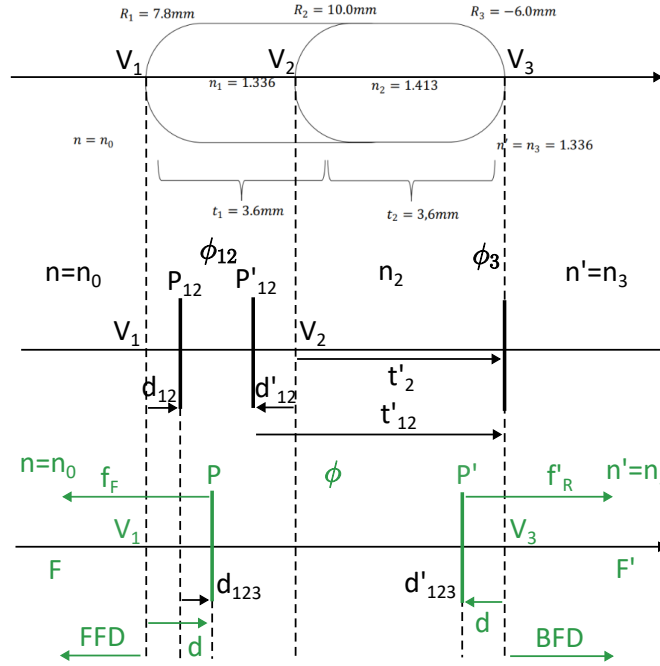 R₁ = 7.8mm R₂ = 10.0mm R₃ = −6.0mm
V₁ V₂ V₃
n₁ = 1.336 n₂ = 1.413
n = n₀ n' = n₃ = 1.336
t₁ = 3.6mm t₂ = 3,6mm
ϕ₁₂ ϕ₃
n=n₀ P₁₂ P'₁₂ n₂ n'=n₃
V₁ V₂
t'₂
d₁₂ d'₁₂
t'₁₂
n=n₀ P ϕ P' n'=n
f_F f'_R
V₁ V₃
F F'
d₁₂₃ d'₁₂₃
FFD d d BFD